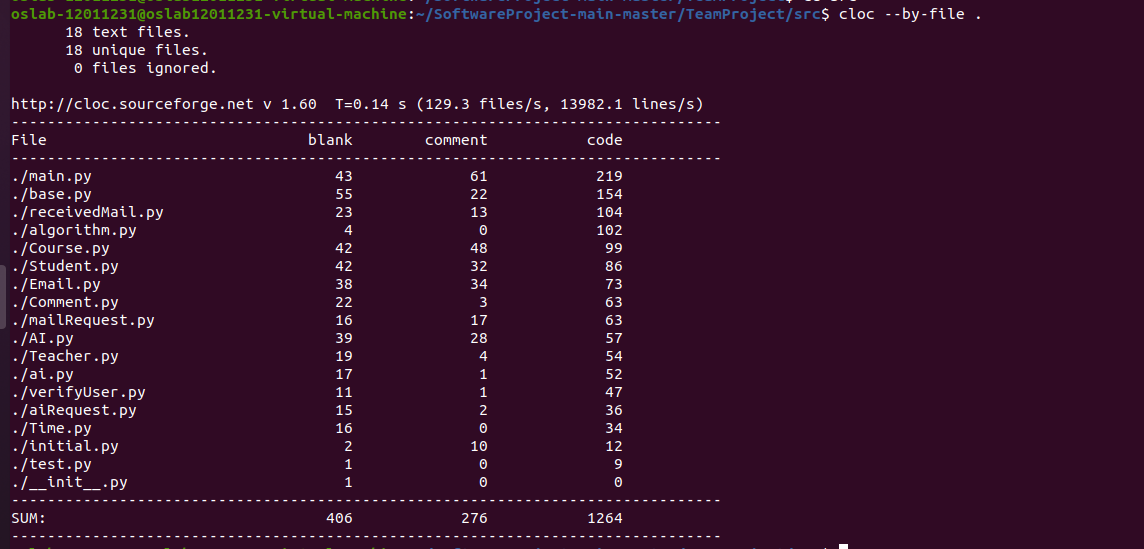 oslab-12011231@oslab12011231-virtual-machine:~/SoftwareProject-main-master/TeamProject/src$ cloc --by-file .
      18 text files.
      18 unique files.
       0 files ignored.
http://cloc.sourceforge.net v 1.60  T=0.14 s (129.3 files/s, 13982.1 lines/s)
-------------------------------------------------------------------------------
File                             blank        comment           code
-------------------------------------------------------------------------------
./main.py                           43             61            219
./base.py                           55             22            154
./receivedMail.py                   23             13            104
./algorithm.py                       4              0            102
./Course.py                         42             48             99
./Student.py                        42             32             86
./Email.py                          38             34             73
./Comment.py                        22              3             63
./mailRequest.py                    16             17             63
./AI.py                             39             28             57
./Teacher.py                        19              4             54
./ai.py                             17              1             52
./verifyUser.py                     11              1             47
./aiRequest.py                      15              2             36
./Time.py                           16              0             34
./initial.py                         2             10             12
./test.py                            1              0              9
./__init__.py                        1              0              0
-------------------------------------------------------------------------------
SUM:                               406            276           1264
-------------------------------------------------------------------------------